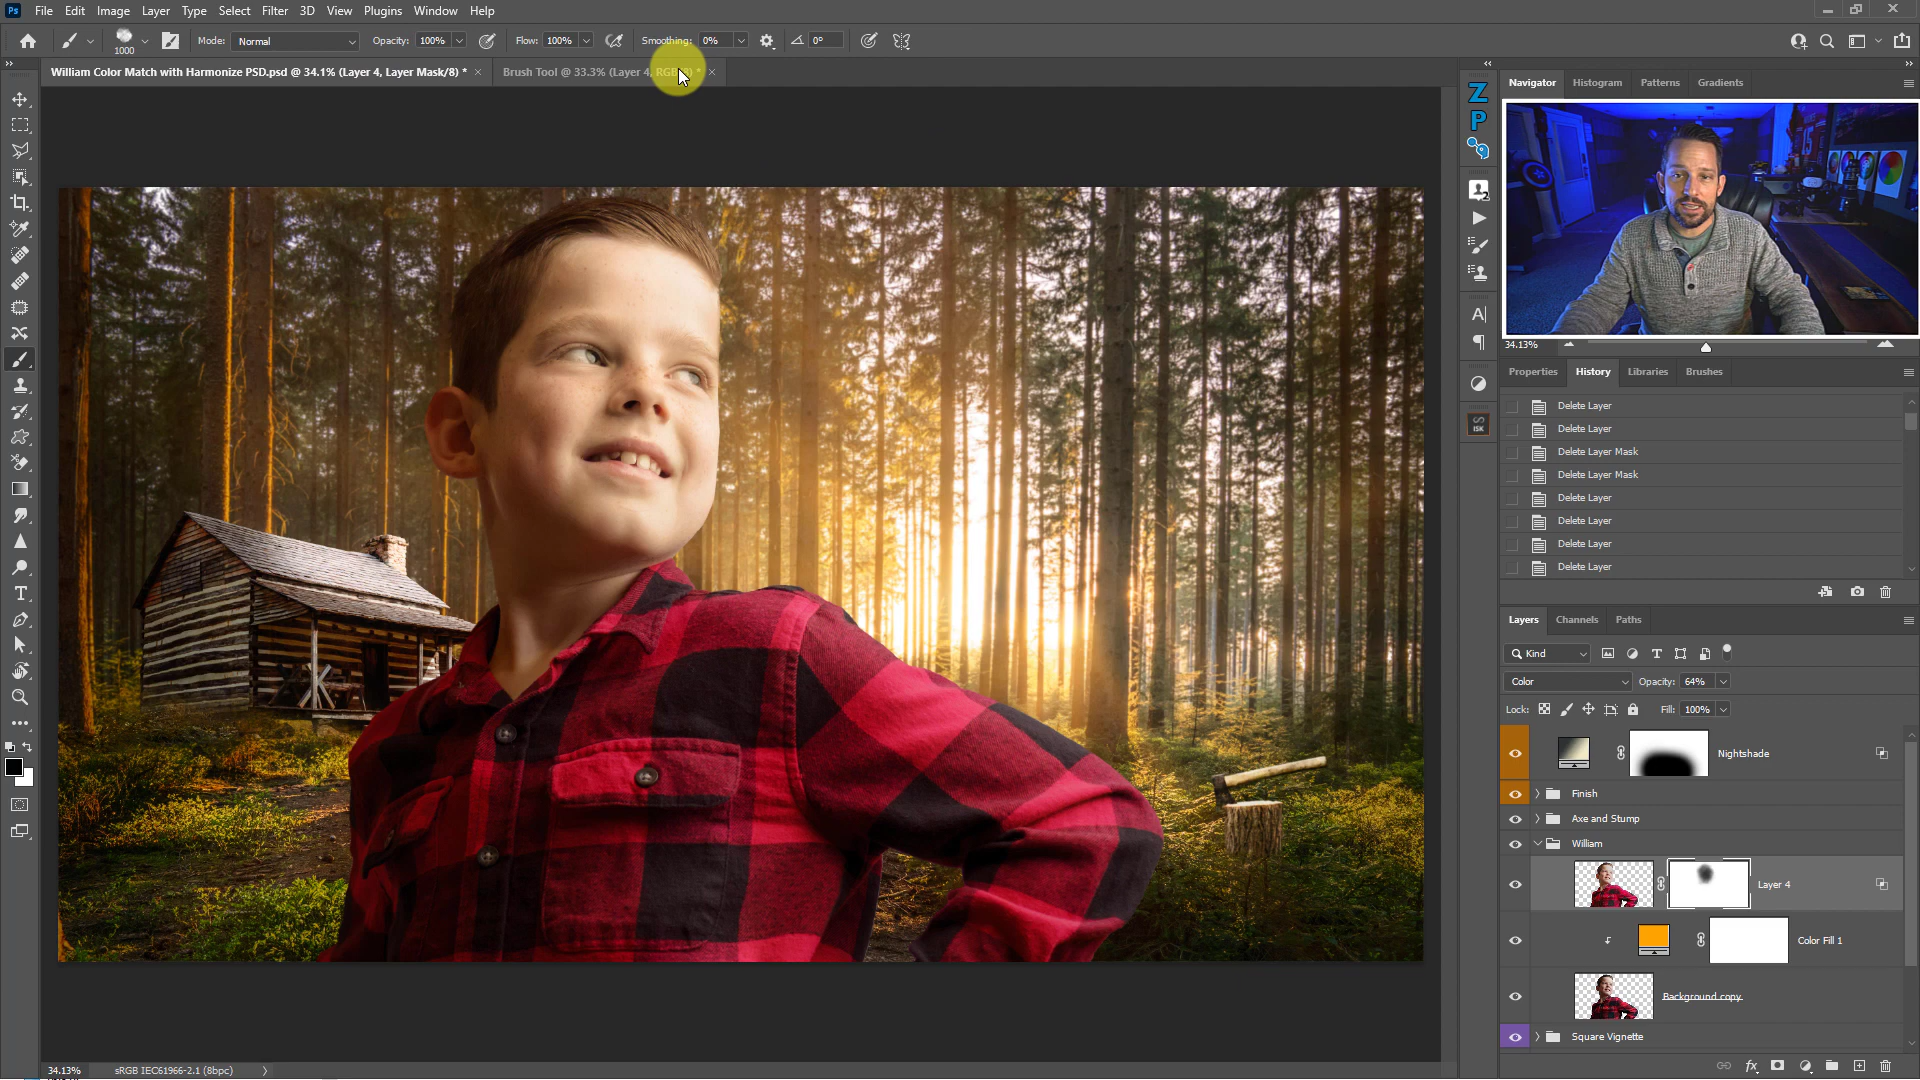 Ps File Edit Image Layer Type Select Filter 3D View Plugins Window Help
1000 Mode: Normal Opacity: 100% Flow: 100% Smoothing: 0% 0°
William Color Match with Harmonize PSD.psd @ 34.1% (Layer 4, Layer Mask/8) * × Brush Tool @ 33.3% (Layer 4, RGB/8) * ×
Z
P
Navigator Histogram Patterns Gradients
34.13%
Properties History Libraries Brushes
Delete Layer
Delete Layer
Delete Layer Mask
Delete Layer Mask
Delete Layer
Delete Layer
Delete Layer
Delete Layer
ISK
Layers Channels Paths
Kind
Color Opacity: 64%
Lock: Fill: 100%
Nightshade
Finish
Axe and Stump
William
Layer 4
Color Fill 1
Background copy
Square Vignette
34.13% sRGB IEC61966-2.1 (8bpc)